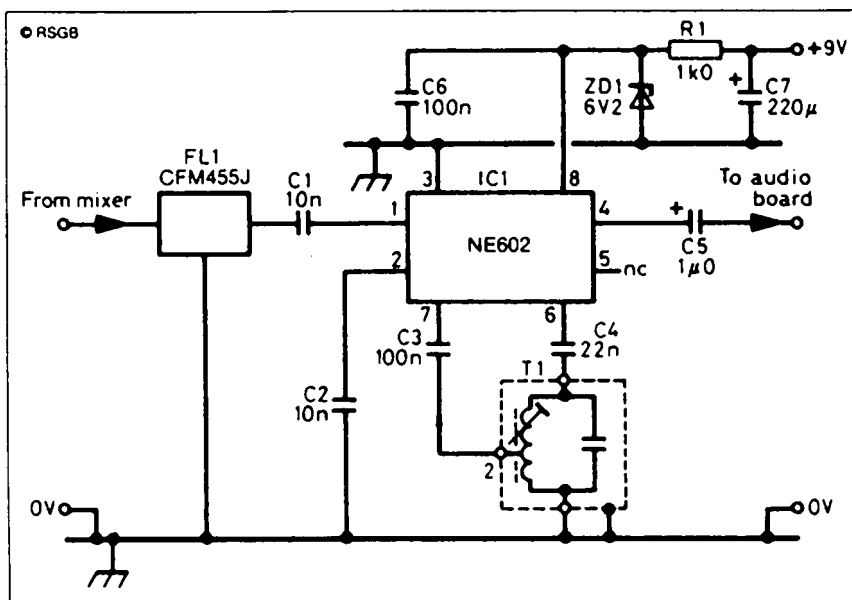 © RSGB
R1
1k0
+9V
C6
100n
ZD1
6V2
+
C7
220µ
FL1
CFM455J
C1
10n
From mixer
3
IC1
8
To audio
board
1
NE602
4
+
C5
1µ0
2
5
nc
7
6
C3
100n
C4
22n
T1
C2
10n
2
0V
0V